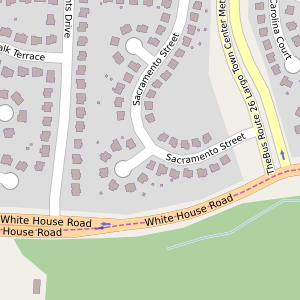 nts Drive
alk Terrace
Sacramento Street
TheBus Route 26 Largo Town Center Met
Carolina Court
Sacramento Street
White House Road
House Road
White House Road